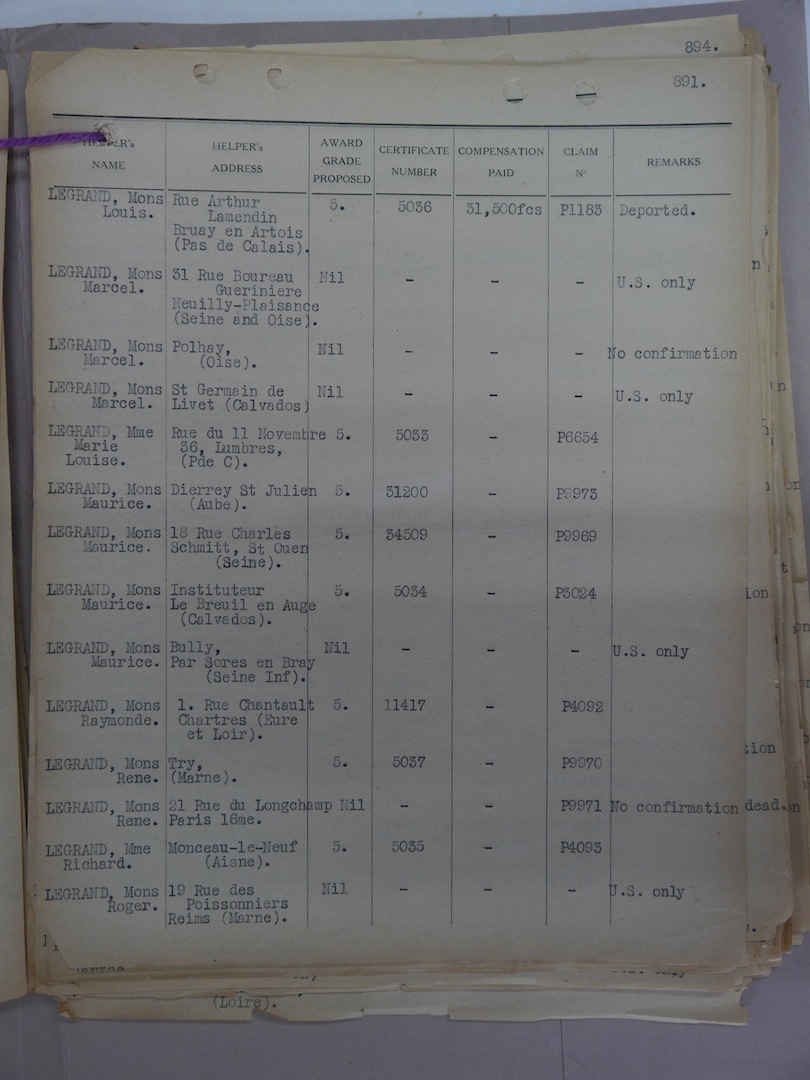 894.
891.
HELPER's NAME | HELPER's ADDRESS | AWARD GRADE PROPOSED | CERTIFICATE NUMBER | COMPENSATION PAID | CLAIM N° | REMARKS
LEGRAND, Mons Rue Arthur 5. 5036 31,500fcs P1183 Deported.
Louis. Lamendin
Bruay en Artois
(Pas de Calais).
LEGRAND, Mons 31 Rue Boureau Nil - - - U.S. only
Marcel. Gueriniere
Neuilly-Plaisance
(Seine and Oise).
LEGRAND, Mons Polhay, Nil - - - No confirmation
Marcel. (Oise).
LEGRAND, Mons St Germain de Nil - - - U.S. only
Marcel. Livet (Calvados)
LEGRAND, Mme Rue du 11 Novembre 5. 5033 - P6654
Marie 36, Lumbres,
Louise. (Pde C).
LEGRAND, Mons Dierrey St Julien 5. 31200 - P9973
Maurice. (Aube).
LEGRAND, Mons 18 Rue Charles 5. 34509 - P9969
Maurice. Schmitt, St Ouen
(Seine).
LEGRAND, Mons Instituteur 5. 5034 - P3024
Maurice. Le Breuil en Auge
(Calvados).
LEGRAND, Mons Bully, Nil - - - U.S. only
Maurice. Par Sores en Bray
(Seine Inf).
LEGRAND, Mons 1. Rue Chantault 5. 11417 - P4092
Raymonde. Chartres (Eure
et Loir).
LEGRAND, Mons Try, 5. 5037 - P9970
Rene. (Marne).
LEGRAND, Mons 21 Rue du Longchamp Nil - - P9971 No confirmation dead.
Rene. Paris 16me.
LEGRAND, Mme Monceau-le-Neuf 5. 5035 - P4093
Richard. (Aisne).
LEGRAND, Mons 19 Rue des Nil - - - U.S. only
Roger. Poissonniers
Reims (Marne).
(Loire).